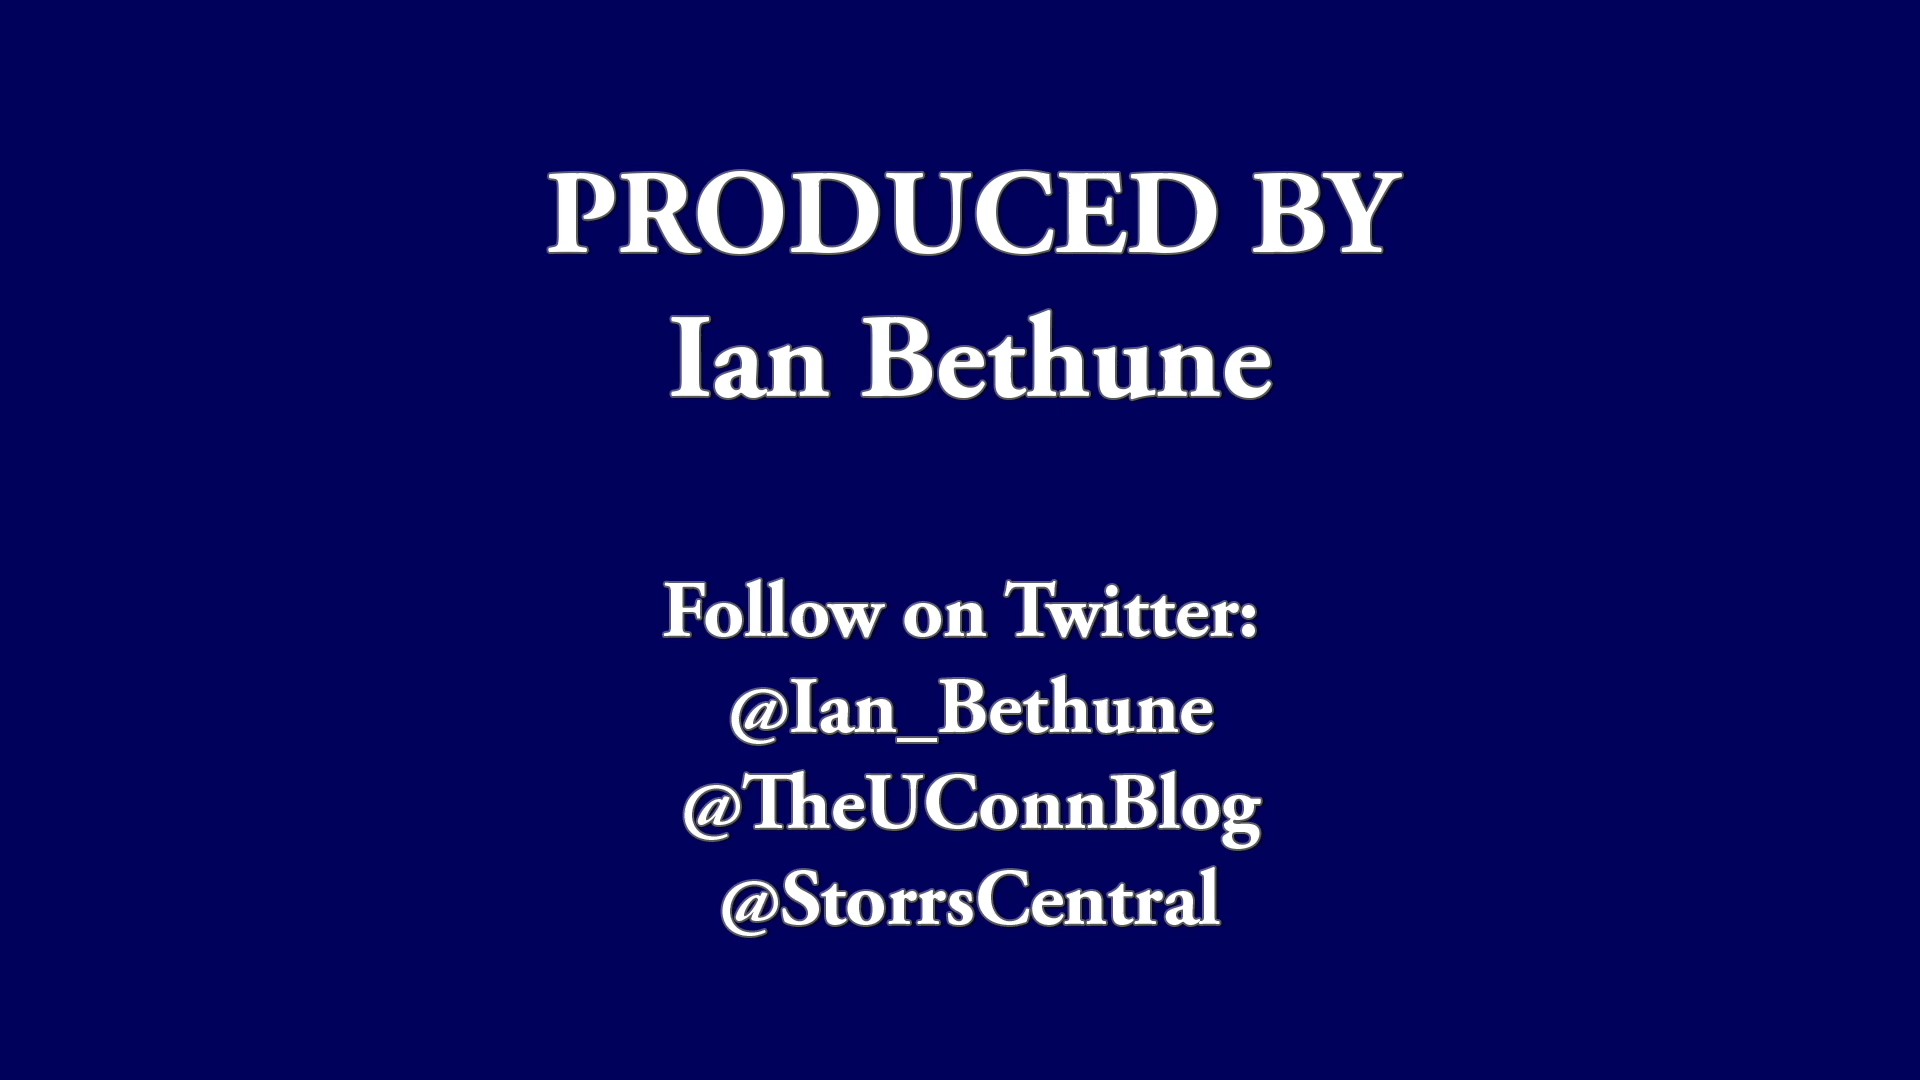 PRODUCED BY
Ian Bethune
Follow on Twitter:
@Ian_Bethune
@TheUConnBlog
@StorrsCentral